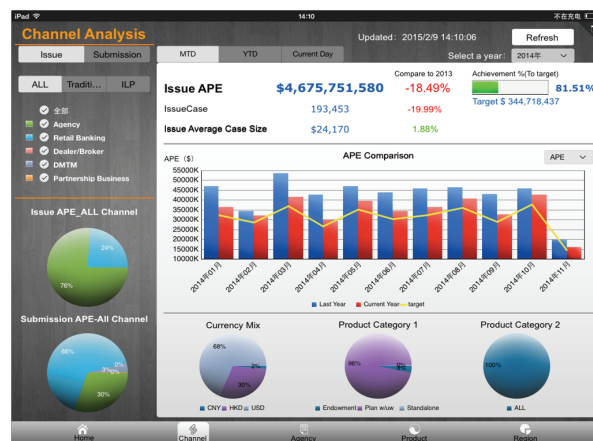 iPad 14:10 不在充电
Channel Analysis
Updated: 2015/2/9 14:10:06 Refresh
Issue Submission
MTD YTD Current Day
Select a year: 2014年
ALL Traditi... ILP
全部
Agency
Retail Banking
Dealer/Broker
DMTM
Partnership Business
Compare to 2013 Achievement %(To target)
Issue APE $4,675,751,580 -18.49% 81.51%
Target $ 344,718,437
IssueCase 193,453 -19.99%
Issue Average Case Size $24,170 1.88%
APE ($) APE Comparison APE
55000K
50000K
45000K
40000K
35000K
30000K
25000K
20000K
15000K
10000K
2014年01月 2014年02月 2014年03月 2014年04月 2014年05月 2014年06月 2014年07月 2014年08月 2014年09月 2014年10月 2014年11月
Last Year Current Year target
Issue APE_ALL Channel
24%
76%
Submission APE-All Channel
66%
0%
3%
0%
30%
Currency Mix
68%
2%
30%
CNY HKD USD
Product Category 1
96%
0%
Endowment Plan w/uw Standalone
Product Category 2
100%
ALL
Home Channel Agency Product Region